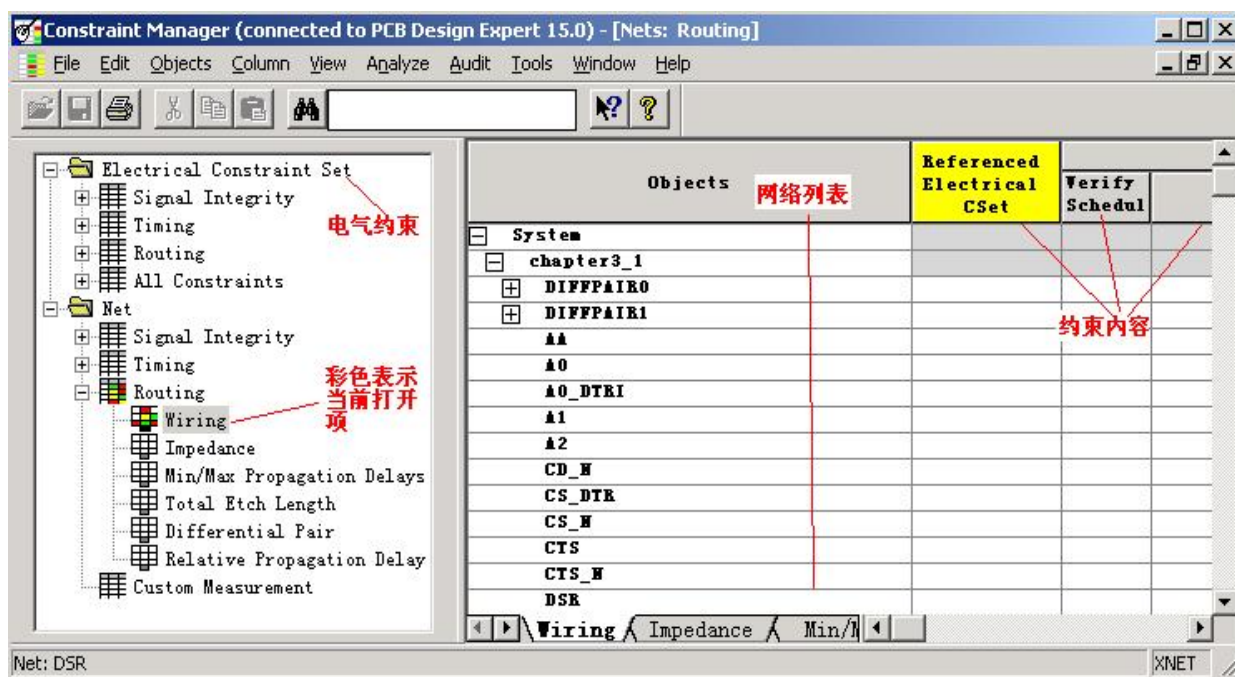 Constraint Manager (connected to PCB Design Expert 15.0) - [Nets: Routing]
File Edit Objects Column View Analyze Audit Tools Window Help
Electrical Constraint Set
Signal Integrity
Timing
电气约束
Routing
All Constraints
Net
Signal Integrity
Timing
Routing
彩色表示
当前打开
项
Wiring
Impedance
Min/Max Propagation Delays
Total Etch Length
Differential Pair
Relative Propagation Delay
Custom Measurement
Objects
网络列表
Referenced
Electrical
CSet
Verify
Schedul
System
chapter3_1
DIFFPAIR0
DIFFPAIR1
约束内容
AA
A0
A0_DTRI
A1
A2
CD_N
CS_DTR
CS_N
CTS
CTS_N
DSR
Wiring Impedance Min/
Net: DSR
XNET